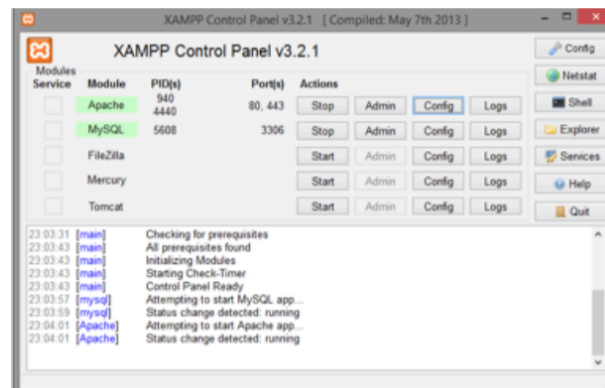 XAMPP Control Panel v3.2.1 [ Compiled: May 7th 2013 ]
XAMPP Control Panel v3.2.1
Config
Modules
Service Module PID(s) Port(s) Actions
Netstat
Apache 940 4440 80, 443 Stop Admin Config Logs
Shell
MySQL 5608 3306 Stop Admin Config Logs
Explorer
FileZilla Start Admin Config Logs
Services
Mercury Start Admin Config Logs
Help
Tomcat Start Admin Config Logs
Quit
23:03:31 [main] Checking for prerequisites
23:03:43 [main] All prerequisites found
23:03:43 [main] Initializing Modules
23:03:43 [main] Starting Check-Timer
23:03:43 [main] Control Panel Ready
23:03:57 [mysql] Attempting to start MySQL app...
23:03:59 [mysql] Status change detected: running
23:04:01 [Apache] Attempting to start Apache app...
23:04:01 [Apache] Status change detected: running